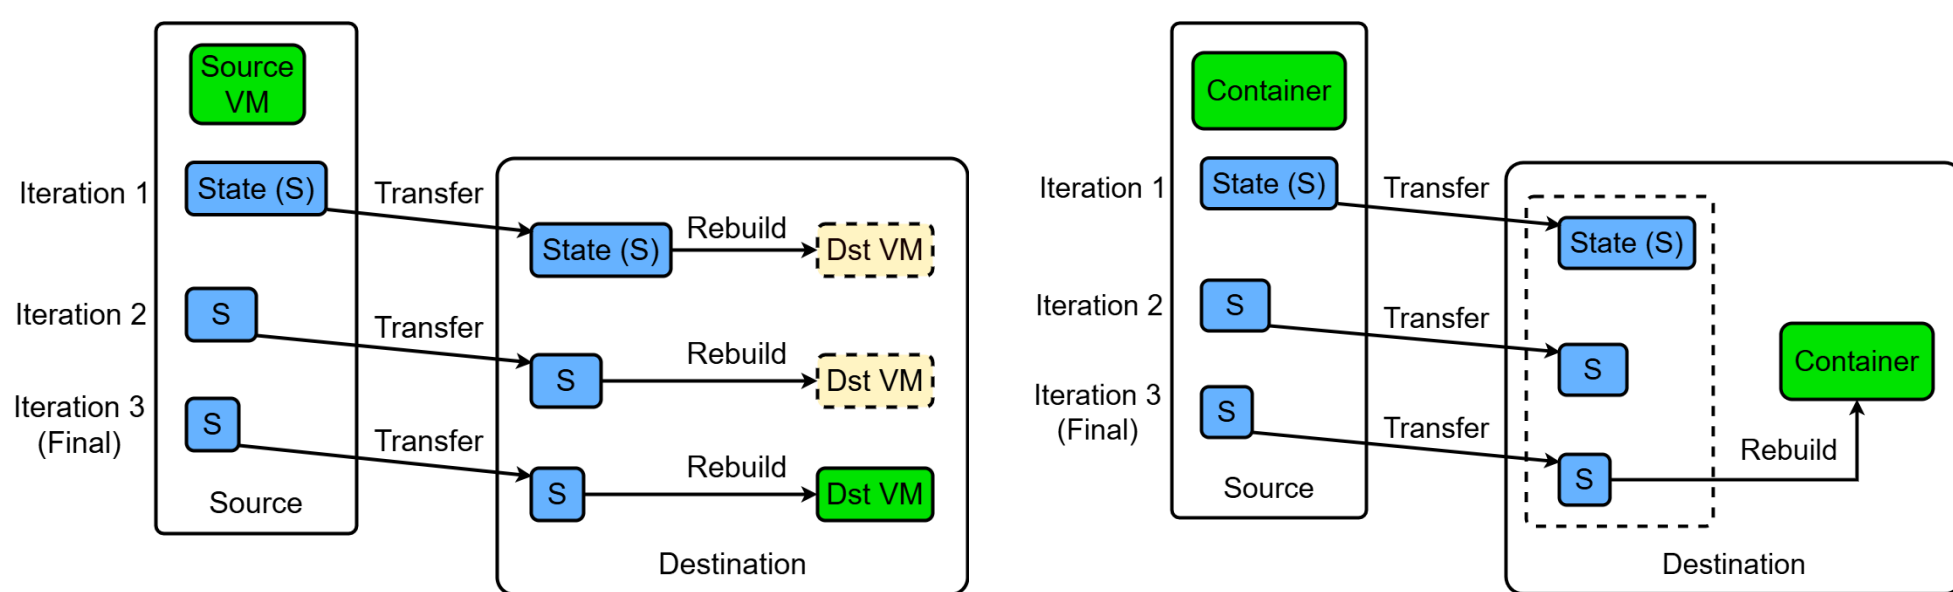 Source
VM
Iteration 1
State (S)
Transfer
State (S)
Rebuild
Dst VM
Iteration 2
S
Transfer
S
Rebuild
Dst VM
Iteration 3
(Final)
S
Transfer
S
Rebuild
Dst VM
Source
Destination
Container
Iteration 1
State (S)
Transfer
State (S)
Iteration 2
S
Transfer
S
Container
Iteration 3
(Final)
S
Transfer
S
Rebuild
Source
Destination